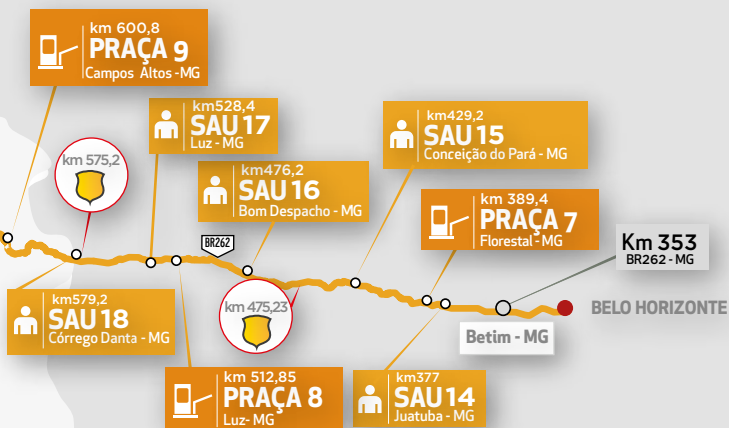 km 600,8
PRAÇA 9
Campos Altos -MG
km528,4
SAU 17
Luz - MG
km429,2
SAU 15
Conceição do Pará - MG
km 575,2
km476,2
SAU 16
Bom Despacho - MG
km 389,4
PRAÇA 7
Florestal - MG
Km 353
BR262 - MG
BR262
km579,2
SAU 18
Córrego Danta - MG
km 475,23
BELO HORIZONTE
Betim - MG
km 512,85
PRAÇA 8
Luz- MG
km377
SAU 14
Juatuba - MG